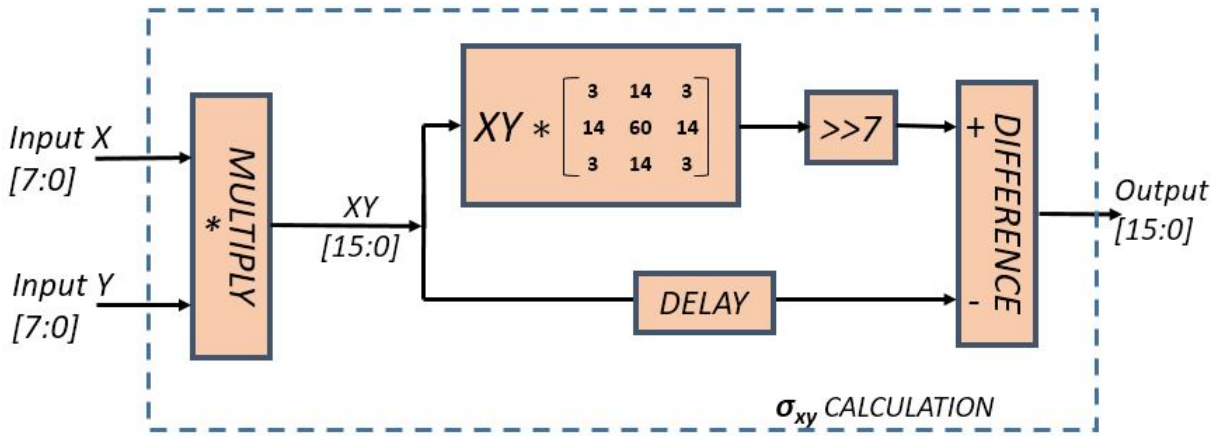 Input X
[7:0]
Input Y
[7:0]
MULTIPLY
*
XY
[15:0]
XY *
3 14 3
14 60 14
3 14 3
>>7
DELAY
+
-
DIFFERENCE
Output
[15:0]
σxy CALCULATION